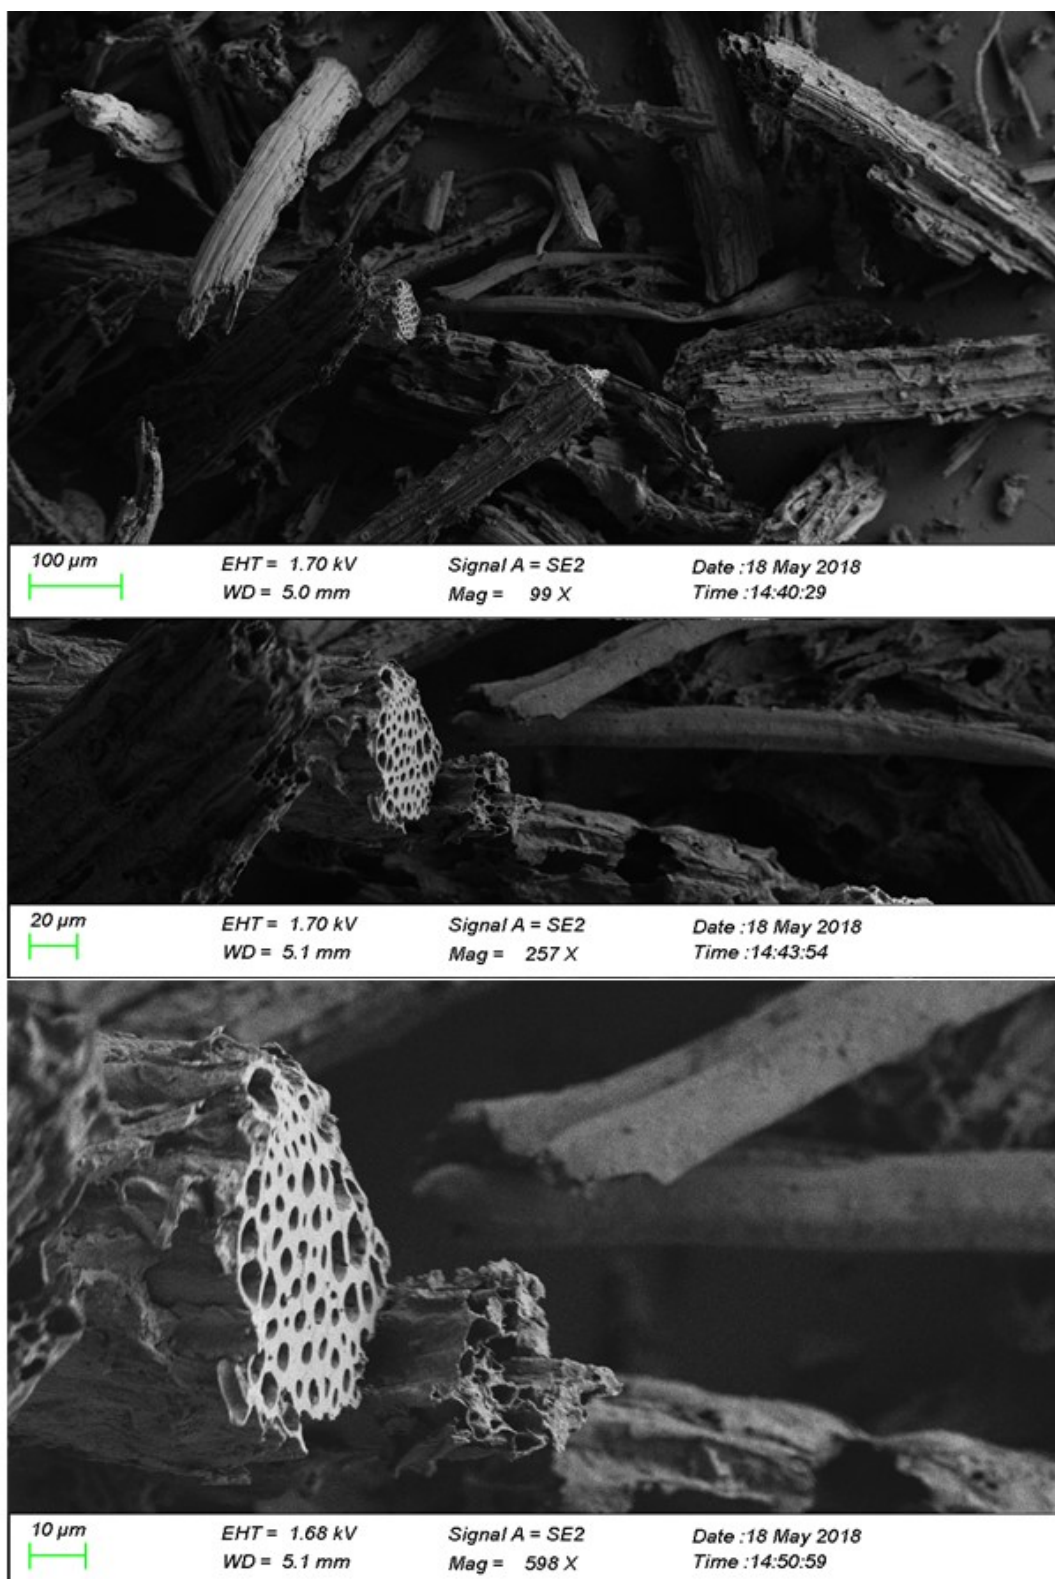 100 µm EHT = 1.70 kV Signal A = SE2 Date :18 May 2018
WD = 5.0 mm Mag = 99 X Time :14:40:29
20 µm EHT = 1.70 kV Signal A = SE2 Date :18 May 2018
WD = 5.1 mm Mag = 257 X Time :14:43:54
10 µm EHT = 1.68 kV Signal A = SE2 Date :18 May 2018
WD = 5.1 mm Mag = 598 X Time :14:50:59